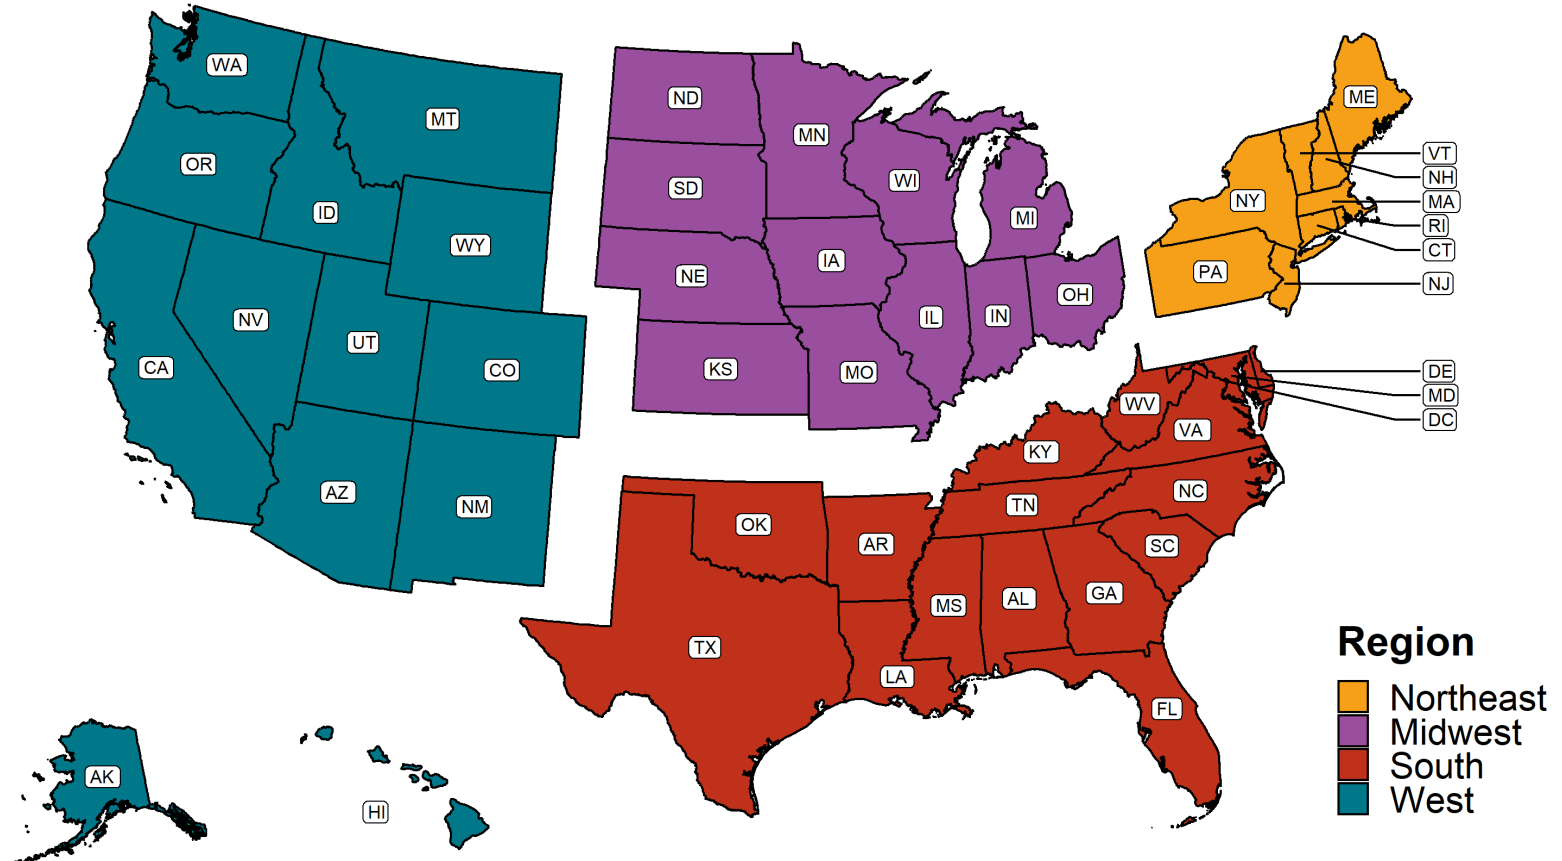 WA
MT
OR
ID
WY
NV
UT
CA
CO
AZ
NM
AK
HI
ND
MN
SD
WI
MI
NE
IA
IL
IN
OH
KS
MO
ME
VT
NH
NY
MA
RI
CT
PA
NJ
DE
MD
DC
WV
VA
KY
NC
TN
OK
AR
SC
MS
AL
GA
TX
LA
FL
Region
Northeast
Midwest
South
West